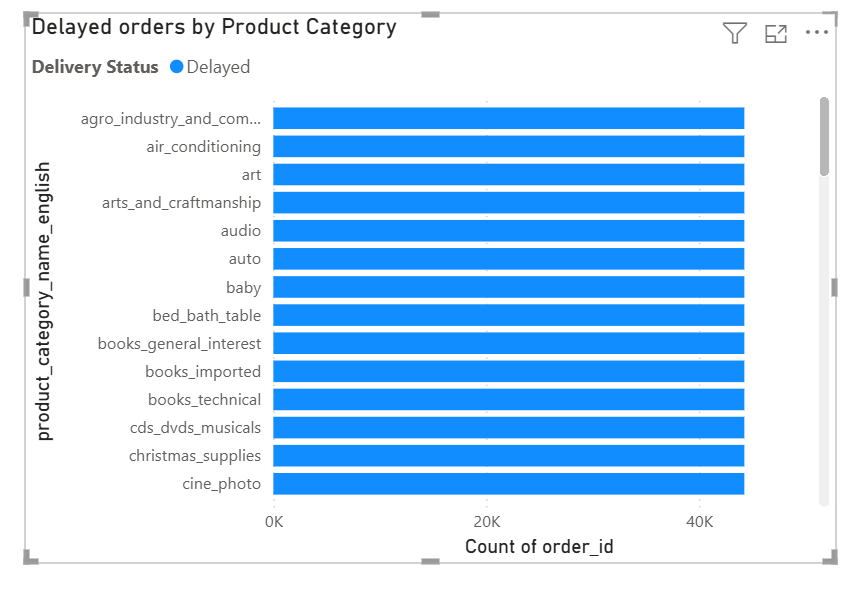 Delayed orders by Product Category
Delivery Status Delayed
product_category_name_english
agro_industry_and_com...
air_conditioning
art
arts_and_craftmanship
audio
auto
baby
bed_bath_table
books_general_interest
books_imported
books_technical
cds_dvds_musicals
christmas_supplies
cine_photo
0K 20K 40K
Count of order_id